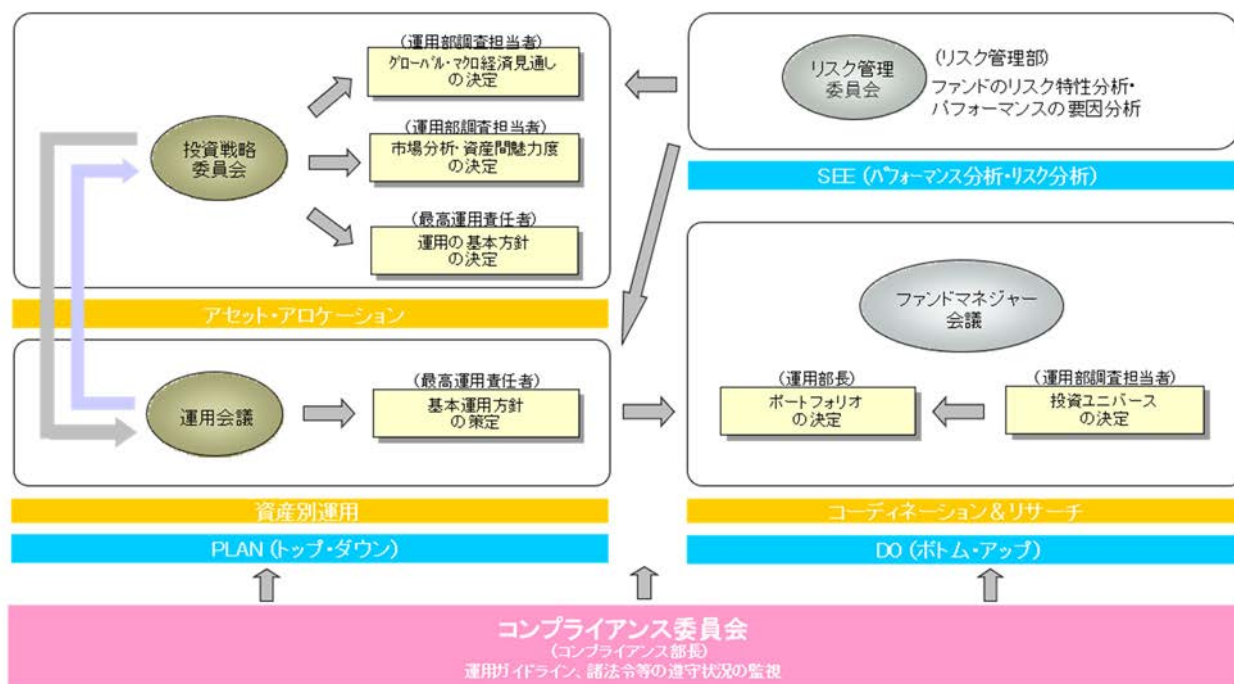 (運用部調査担当者)
グローバル・マクロ経済見通し
の決定
投資戦略
委員会
(運用部調査担当者)
市場分析・資産間魅力度
の決定
(最高運用責任者)
運用の基本方針
の決定
アセット・アロケーション
リスク管理
委員会
(リスク管理部)
ファンドのリスク特性分析・
パフォーマンスの要因分析
SEE (パフォーマンス分析・リスク分析)
運用会議
(最高運用責任者)
基本運用方針
の策定
資産別運用
PLAN (トップ・ダウン)
ファンドマネジャー
会議
(運用部長)
ポートフォリオ
の決定
(運用部調査担当者)
投資ユニバース
の決定
コーディネーション&リサーチ
DO (ボトム・アップ)
コンプライアンス委員会
(コンプライアンス部長)
運用ガイドライン、諸法令等の遵守状況の監視